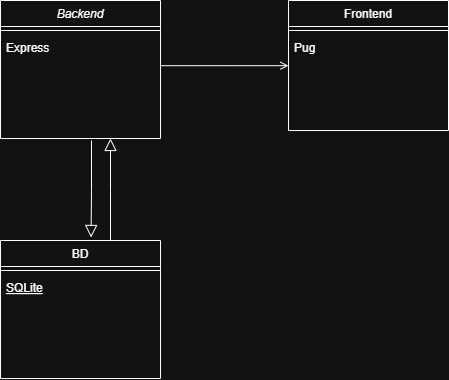 Backend
Express
Frontend
Pug
BD
SQLite